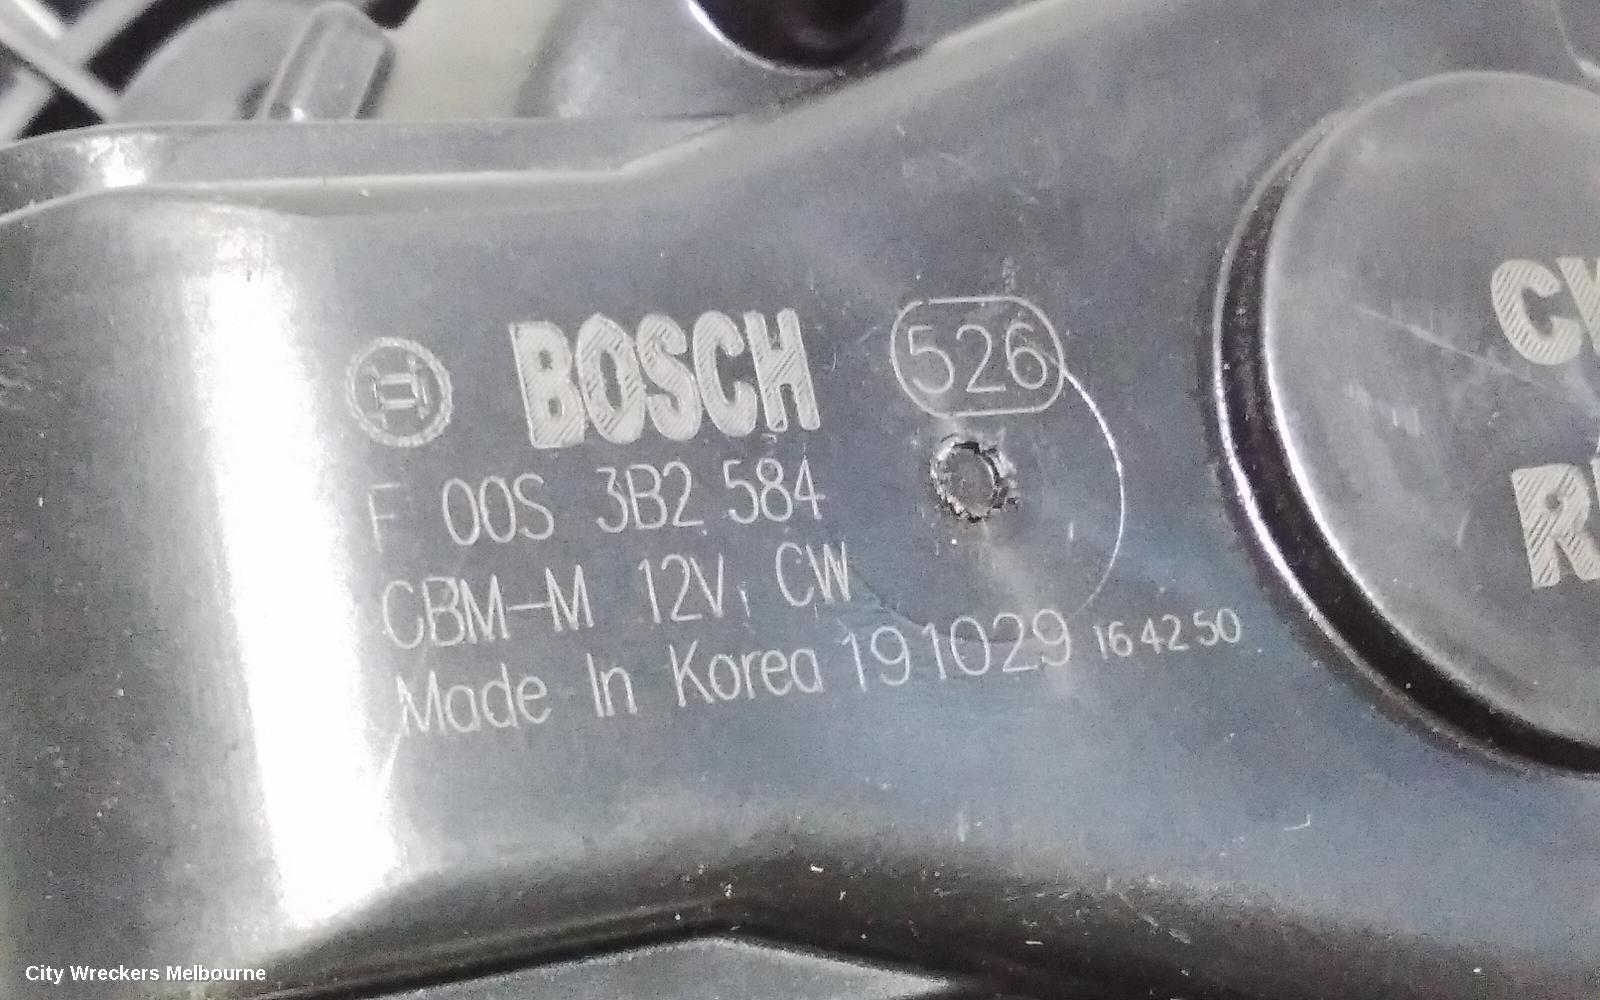 BOSCH 526
F 00S 3B2 584
CBM-M 12V, CW
Made In Korea 191029 164250
City Wreckers Melbourne